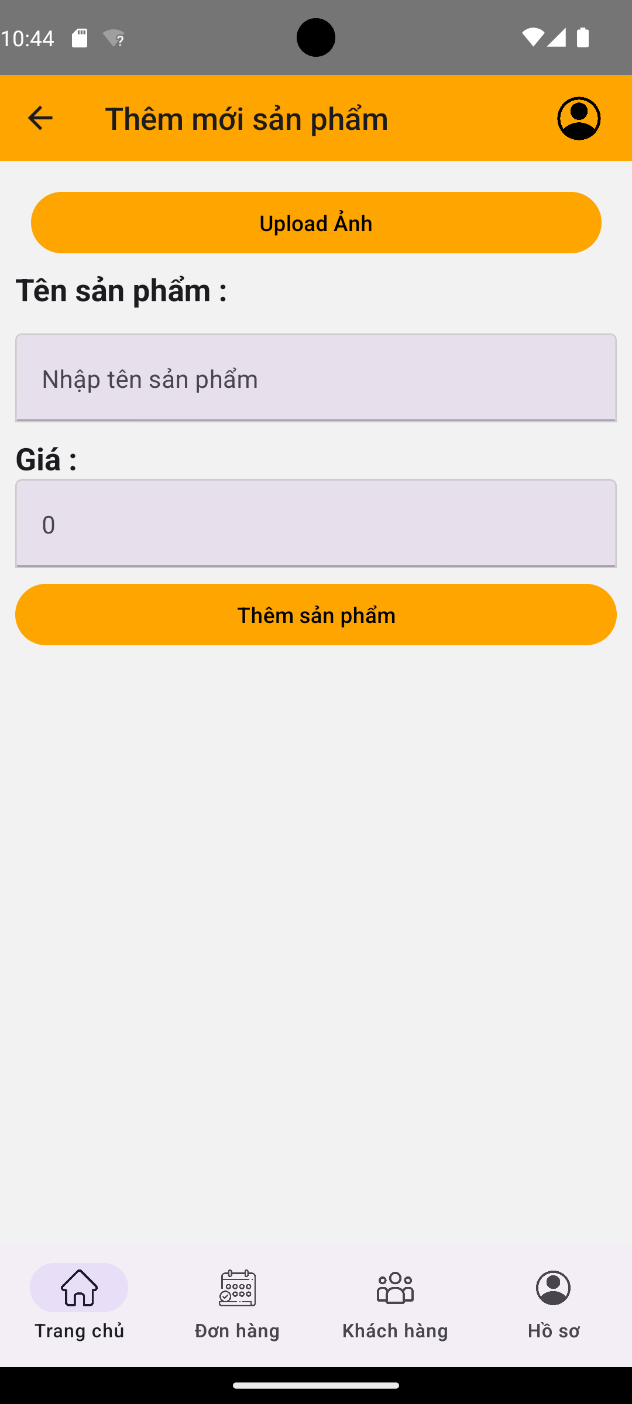 10:44
Thêm mới sản phẩm
Upload Ảnh
Tên sản phẩm :
Nhập tên sản phẩm
Giá :
0
Thêm sản phẩm
Trang chủ
Đơn hàng
Khách hàng
Hồ sơ